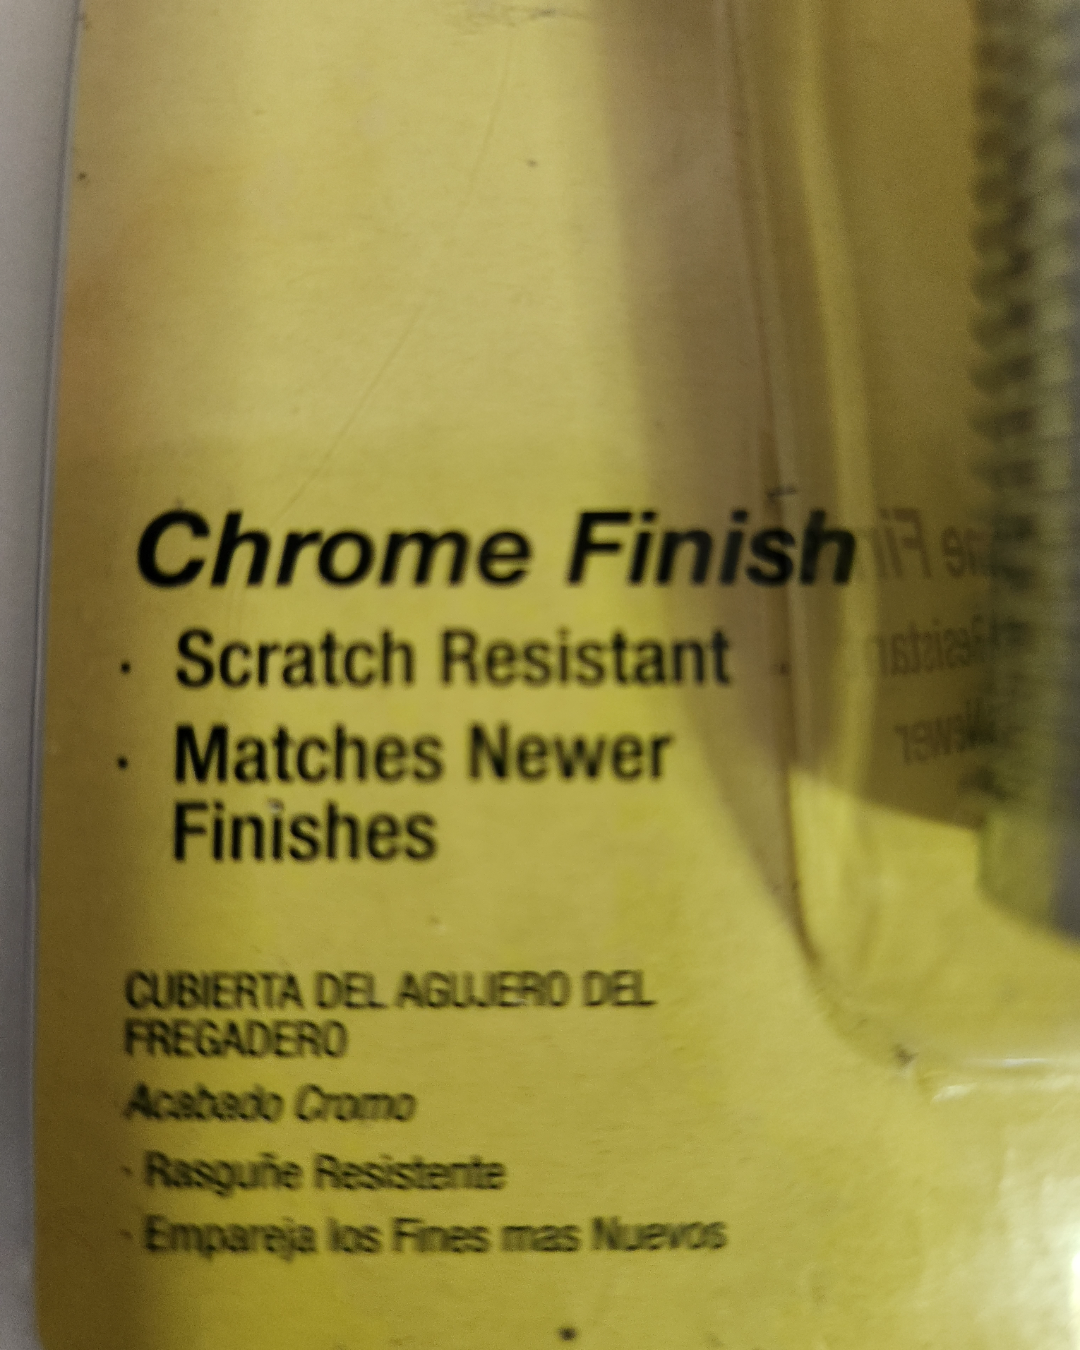 Chrome Finish
· Scratch Resistant
· Matches Newer
Finishes
CUBIERTA DEL AGUJERO DEL
FREGADERO
Acabado Cromo
· Rasguñe Resistente
· Empareja los Fines mas Nuevos